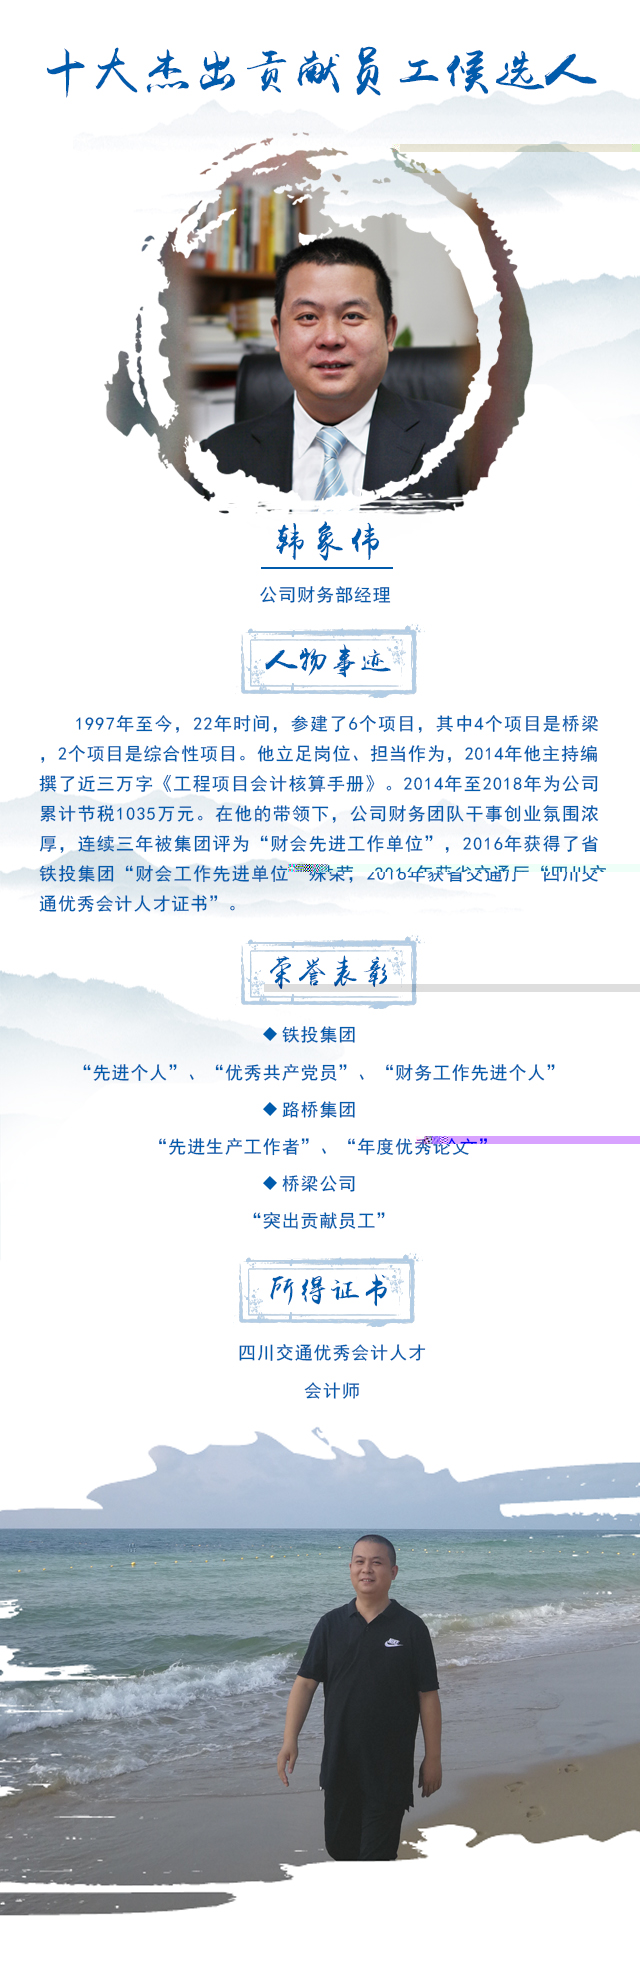 十大杰出贡献员工候选人
韩象伟
公司财务部经理
人物事迹
1997年至今，22年时间，参建了6个项目，其中4个项目是桥梁
，2个项目是综合性项目。他立足岗位、担当作为，2014年他主持编
撰了近三万字《工程项目会计核算手册》。2014年至2018年为公司
累计节税1035万元。在他的带领下，公司财务团队干事创业氛围浓
厚，连续三年被集团评为“财会先进工作单位”，2016年获得了省
铁投集团“财会工作先进单位” 殊荣，2016年获省交通厅“四川交
通优秀会计人才证书”。
荣誉表彰
◆ 铁投集团
“先进个人”、“优秀共产党员”、“财务工作先进个人”
◆ 路桥集团
“先进生产工作者”、“年度优秀论文”
◆ 桥梁公司
“突出贡献员工”
所得证书
四川交通优秀会计人才
会计师
NIKE